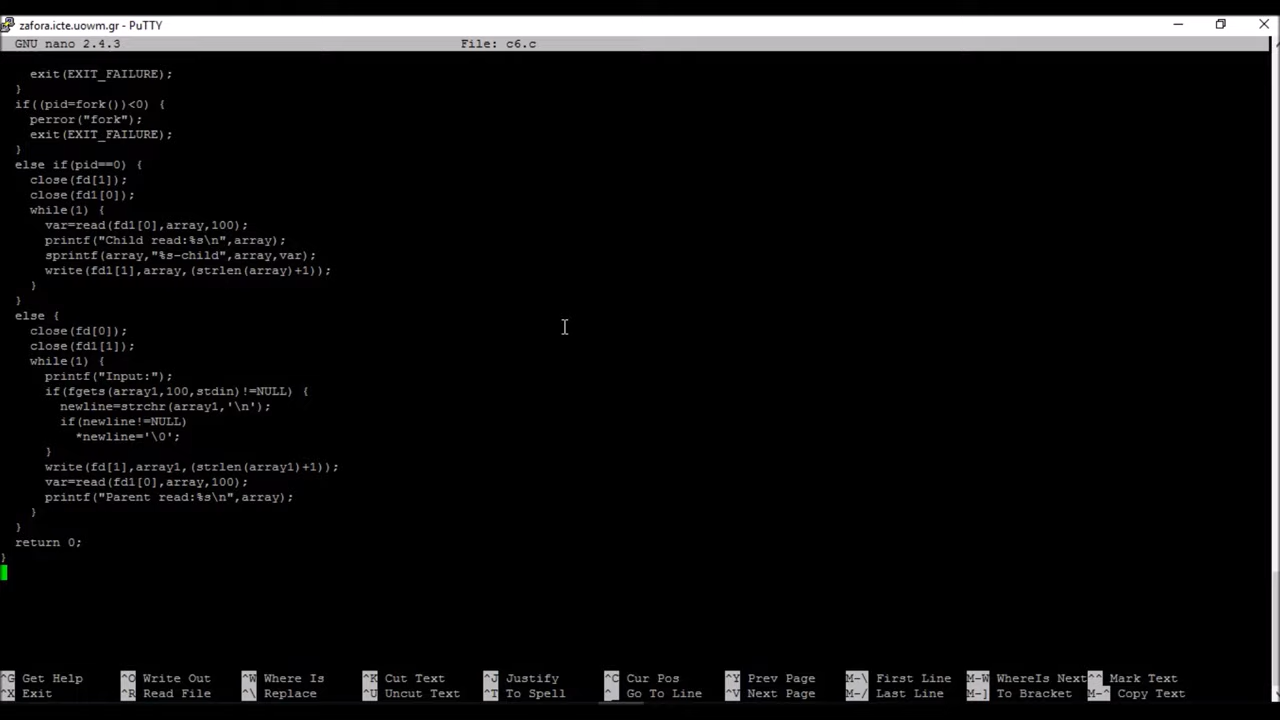 zafora.icte.uowm.gr - PuTTY
GNU nano 2.4.3 File: c6.c
exit(EXIT_FAILURE);
}
if((pid=fork())<0) {
perror("fork");
exit(EXIT_FAILURE);
}
else if(pid==0) {
close(fd[1]);
close(fd1[0]);
while(1) {
var=read(fd1[0],array,100);
printf("Child read:%s\n",array);
sprintf(array,"%s-child",array,var);
write(fd1[1],array,(strlen(array)+1));
}
}
else {
close(fd[0]);
close(fd1[1]);
while(1) {
printf("Input:");
if(fgets(array1,100,stdin)!=NULL) {
newline=strchr(array1,'\n');
if(newline!=NULL)
*newline='\0';
}
write(fd[1],array1,(strlen(array1)+1));
var=read(fd1[0],array,100);
printf("Parent read:%s\n",array);
}
}
return 0;
}
^G Get Help ^O Write Out ^W Where Is ^K Cut Text ^J Justify ^C Cur Pos ^Y Prev Page M-\ First Line M-W WhereIs Next ^^ Mark Text
^X Exit ^R Read File ^\ Replace ^U Uncut Text ^T To Spell ^_ Go To Line ^V Next Page M-/ Last Line M-] To Bracket M-^ Copy Text